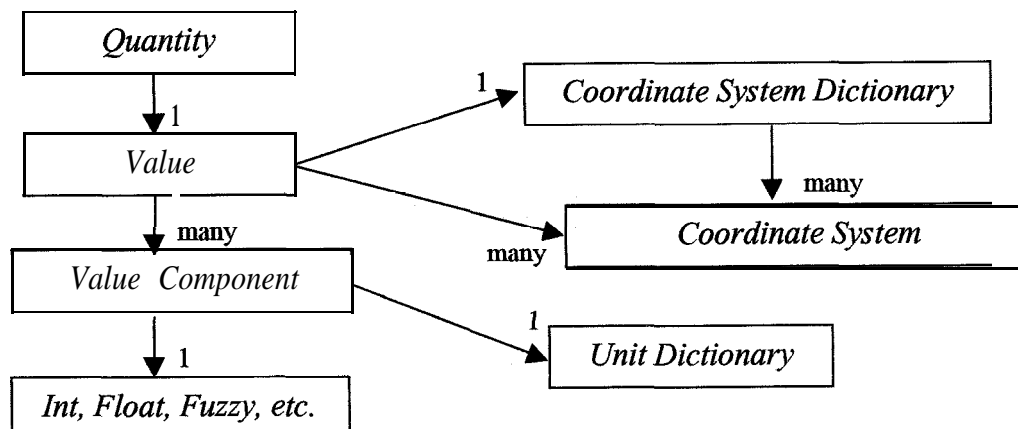 Quantity
1
1
Coordinate System Dictionary
Value
many
many
many
Coordinate System
Value Component
1
1
Unit Dictionary
Int, Float, Fuzzy, etc.